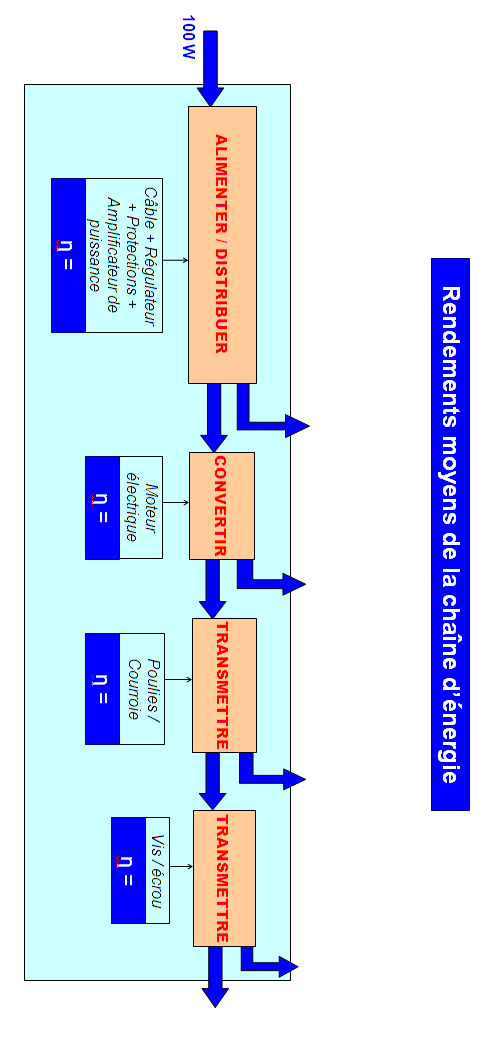 Rendements moyens de la chaîne d'énergie
100 W
ALIMENTER / DISTRIBUER
Câble + Régulateur
+ Protections +
Amplificateur de
puissance
η =
CONVERTIR
Moteur
électrique
η =
TRANSMETTRE
Poulies /
Courroie
η =
TRANSMETTRE
Vis / écrou
η =